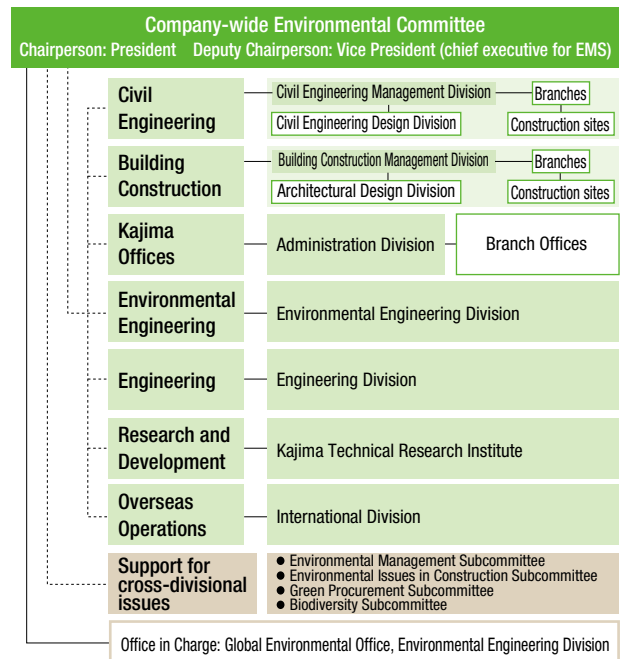 Company-wide Environmental Committee
Chairperson: President Deputy Chairperson: Vice President (chief executive for EMS)
Civil
Engineering
Civil Engineering Management Division
Branches
Civil Engineering Design Division
Construction sites
Building
Construction
Building Construction Management Division
Branches
Architectural Design Division
Construction sites
Kajima
Offices
Administration Division
Branch Offices
Environmental
Engineering
Environmental Engineering Division
Engineering
Engineering Division
Research and
Development
Kajima Technical Research Institute
Overseas
Operations
International Division
Support for
cross-divisional
issues
● Environmental Management Subcommittee
● Environmental Issues in Construction Subcommittee
● Green Procurement Subcommittee
● Biodiversity Subcommittee
Office in Charge: Global Environmental Office, Environmental Engineering Division